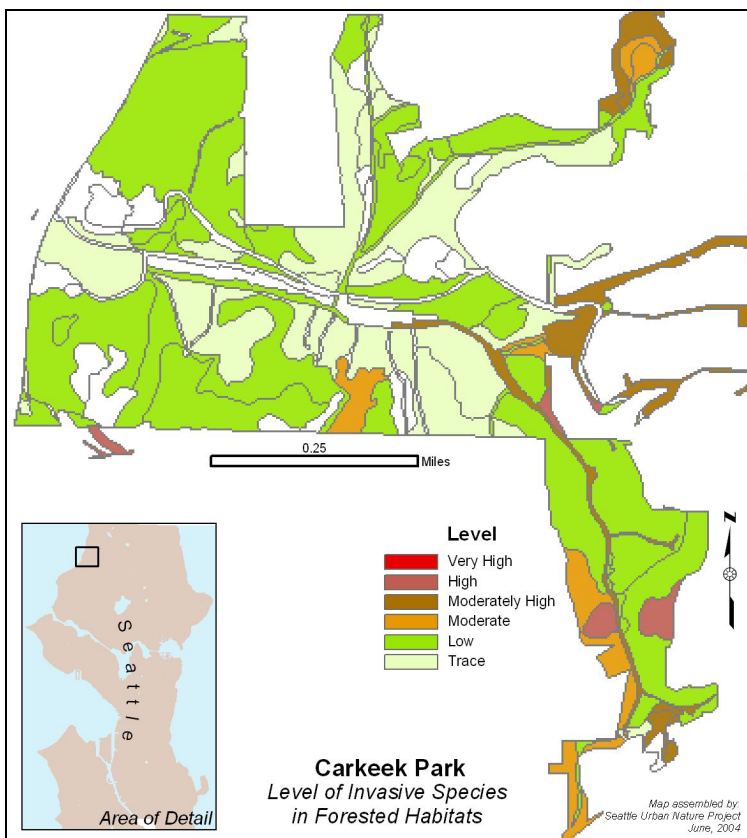 0.25
Miles
Level
Very High
High
Moderately High
Moderate
Low
Trace
N
Seattle
Area of Detail
Carkeek Park
Level of Invasive Species
in Forested Habitats
Map assembled by:
Seattle Urban Nature Project
June, 2004